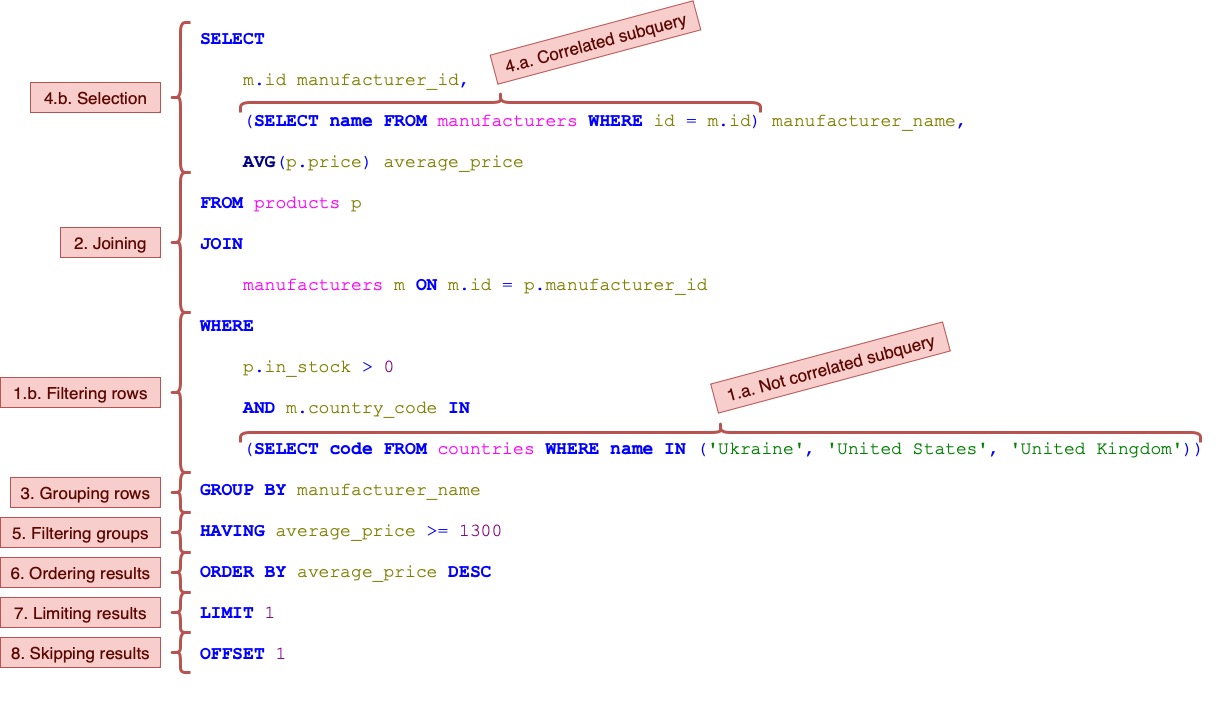 SELECT
4.a. Correlated subquery
m.id manufacturer_id,
4.b. Selection
(SELECT name FROM manufacturers WHERE id = m.id) manufacturer_name,
AVG(p.price) average_price
FROM products p
2. Joining
JOIN
manufacturers m ON m.id = p.manufacturer_id
WHERE
1.a. Not correlated subquery
p.in_stock > 0
1.b. Filtering rows
AND m.country_code IN
(SELECT code FROM countries WHERE name IN ('Ukraine', 'United States', 'United Kingdom'))
3. Grouping rows
GROUP BY manufacturer_name
5. Filtering groups
HAVING average_price >= 1300
6. Ordering results
ORDER BY average_price DESC
7. Limiting results
LIMIT 1
8. Skipping results
OFFSET 1